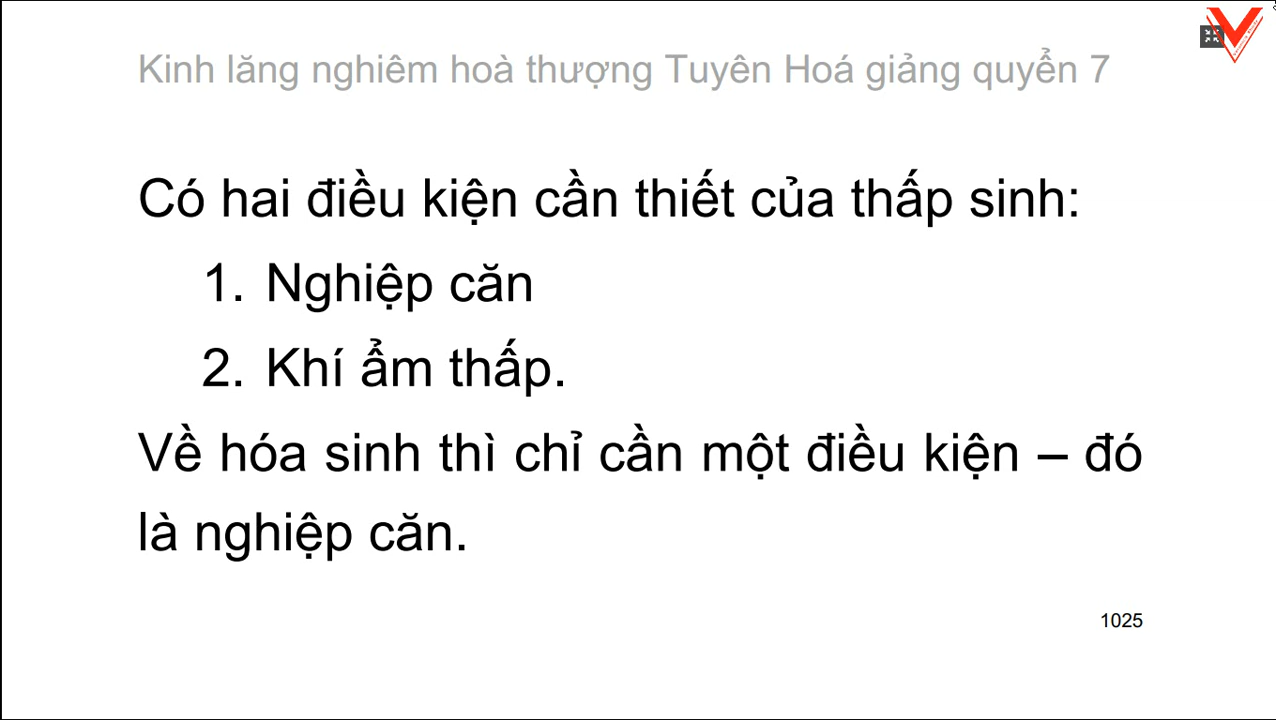 Kinh lăng nghiêm hoà thượng Tuyên Hoá giảng quyển 7
Có hai điều kiện cần thiết của thấp sinh:
1. Nghiệp căn
2. Khí ẩm thấp.
Về hóa sinh thì chỉ cần một điều kiện – đó
là nghiệp căn.
1025